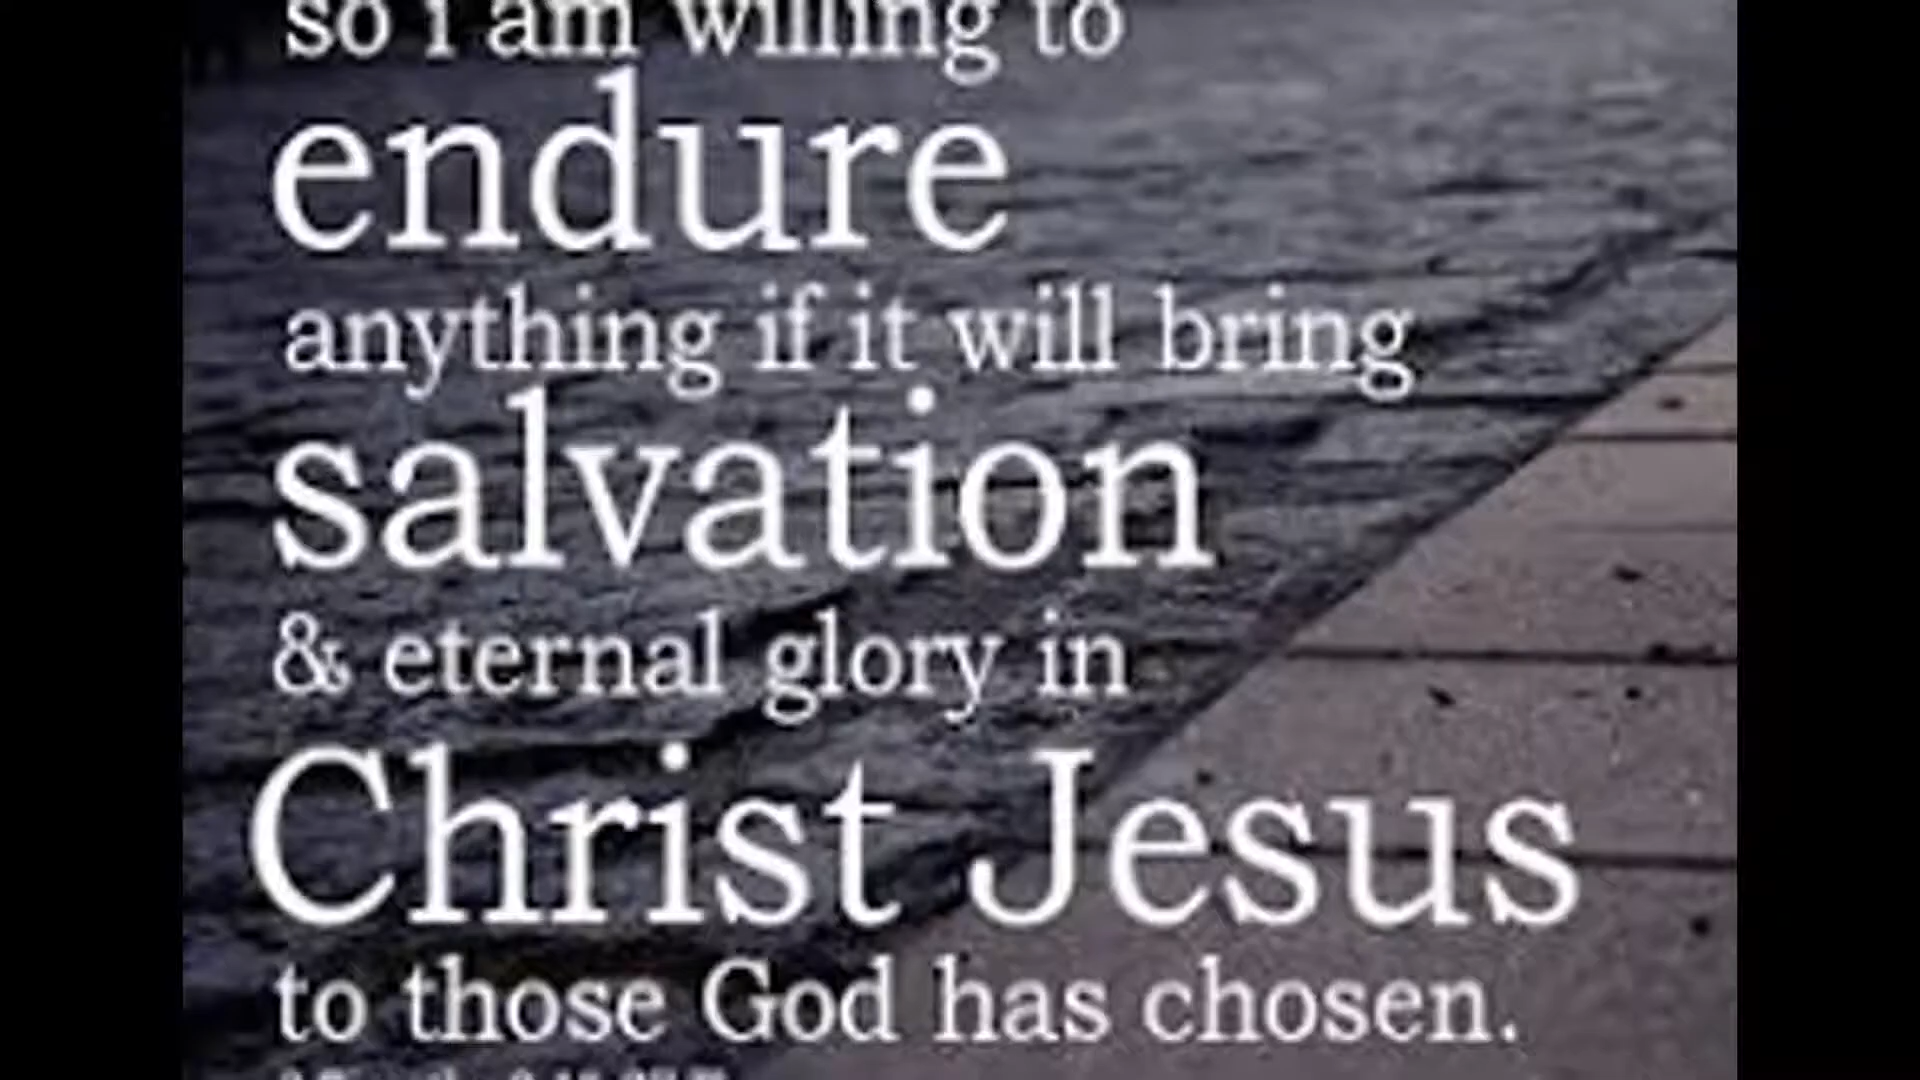 so i am willing to
endure
anything if it will bring
salvation
& eternal glory in
Christ Jesus
to those God has chosen.